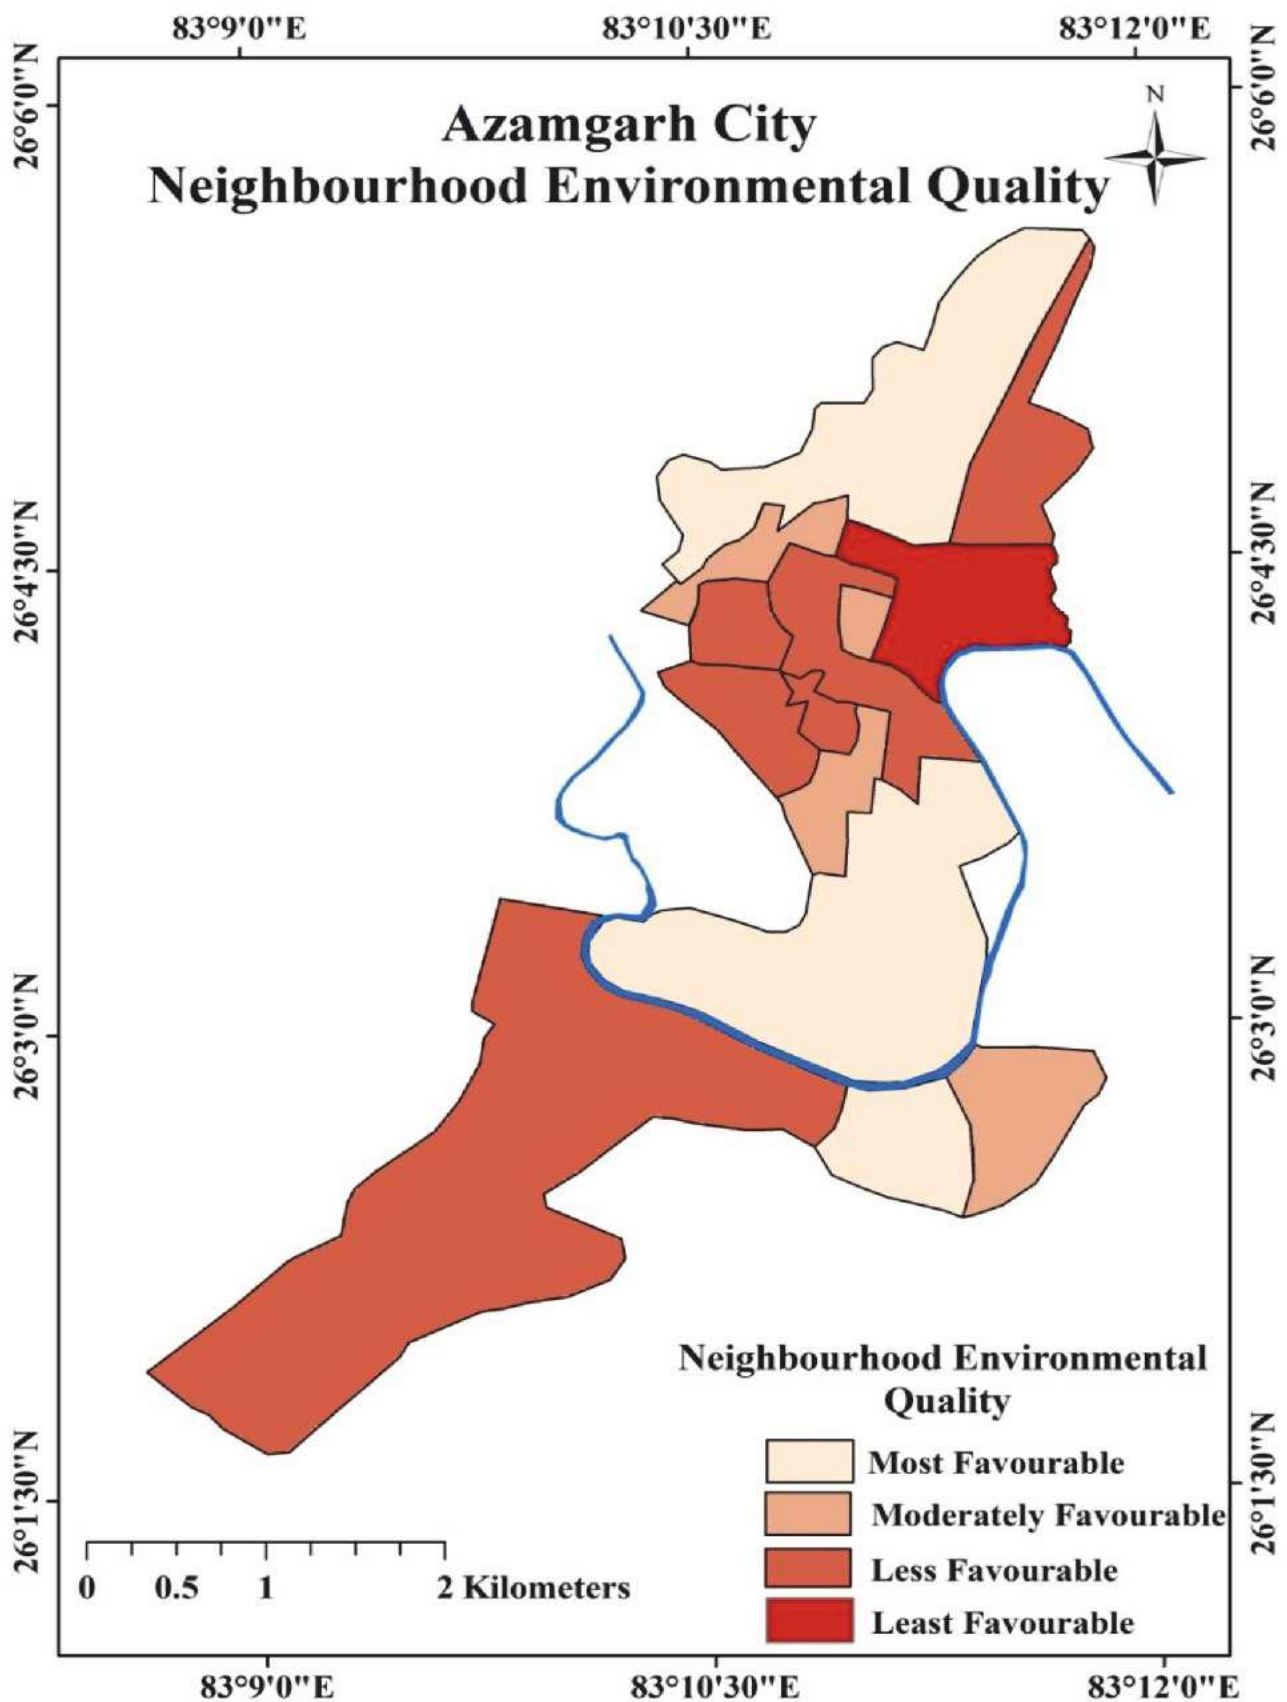 83°9'0"E 83°10'30"E 83°12'0"E
26°6'0"N 26°6'0"N
N
Azamgarh City
Neighbourhood Environmental Quality
26°4'30"N 26°4'30"N
26°3'0"N 26°3'0"N
Neighbourhood Environmental
Quality
Most Favourable
Moderately Favourable
Less Favourable
Least Favourable
26°1'30"N 26°1'30"N
0 0.5 1 2 Kilometers
83°9'0"E 83°10'30"E 83°12'0"E